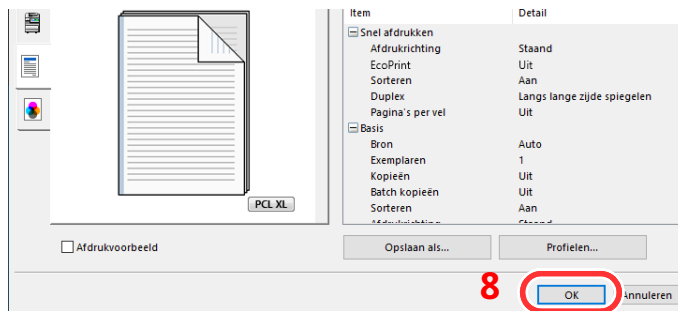 Item Detail
Snel afdrukken
Afdrukrichting Staand
EcoPrint Uit
Sorteren Aan
Duplex Langs lange zijde spiegelen
Pagina's per vel Uit
Basis
Bron Auto
Exemplaren 1
Kopieën Uit
Batch kopieën Uit
Sorteren Aan
Afdrukrichting Staand
PCL XL
Afdrukvoorbeeld Opslaan als... Profielen...
8 OK Annuleren